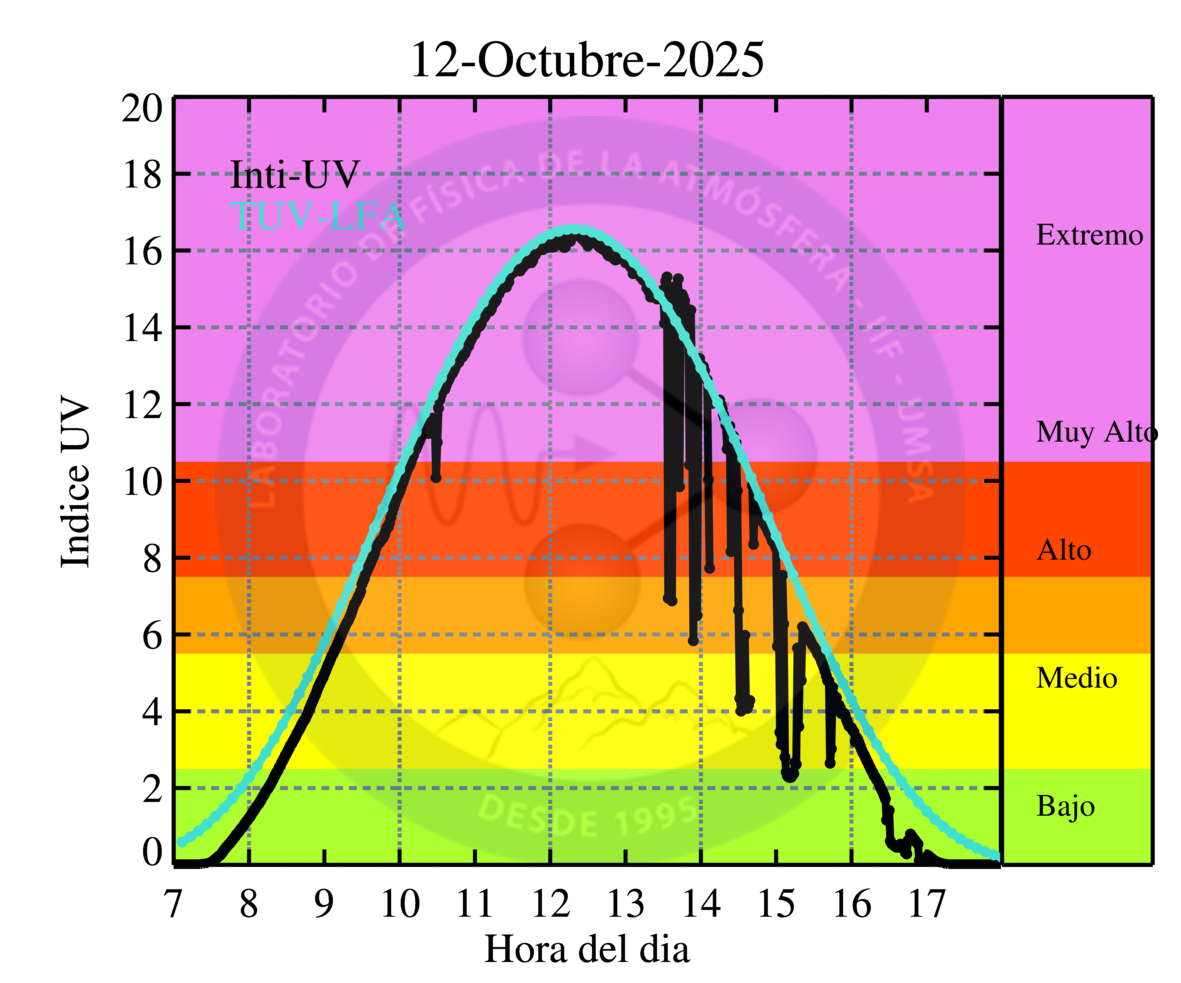 12-Octubre-2025
Inti-UV
TUV-LFA
LABORATORIO DE FÍSICA DE LA ATMÓSFERA - IIF - UMSA
DESDE 1995
Extremo
Muy Alto
Alto
Medio
Bajo
Indice UV
20
18
16
14
12
10
8
6
4
2
0
7 8 9 10 11 12 13 14 15 16 17
Hora del dia